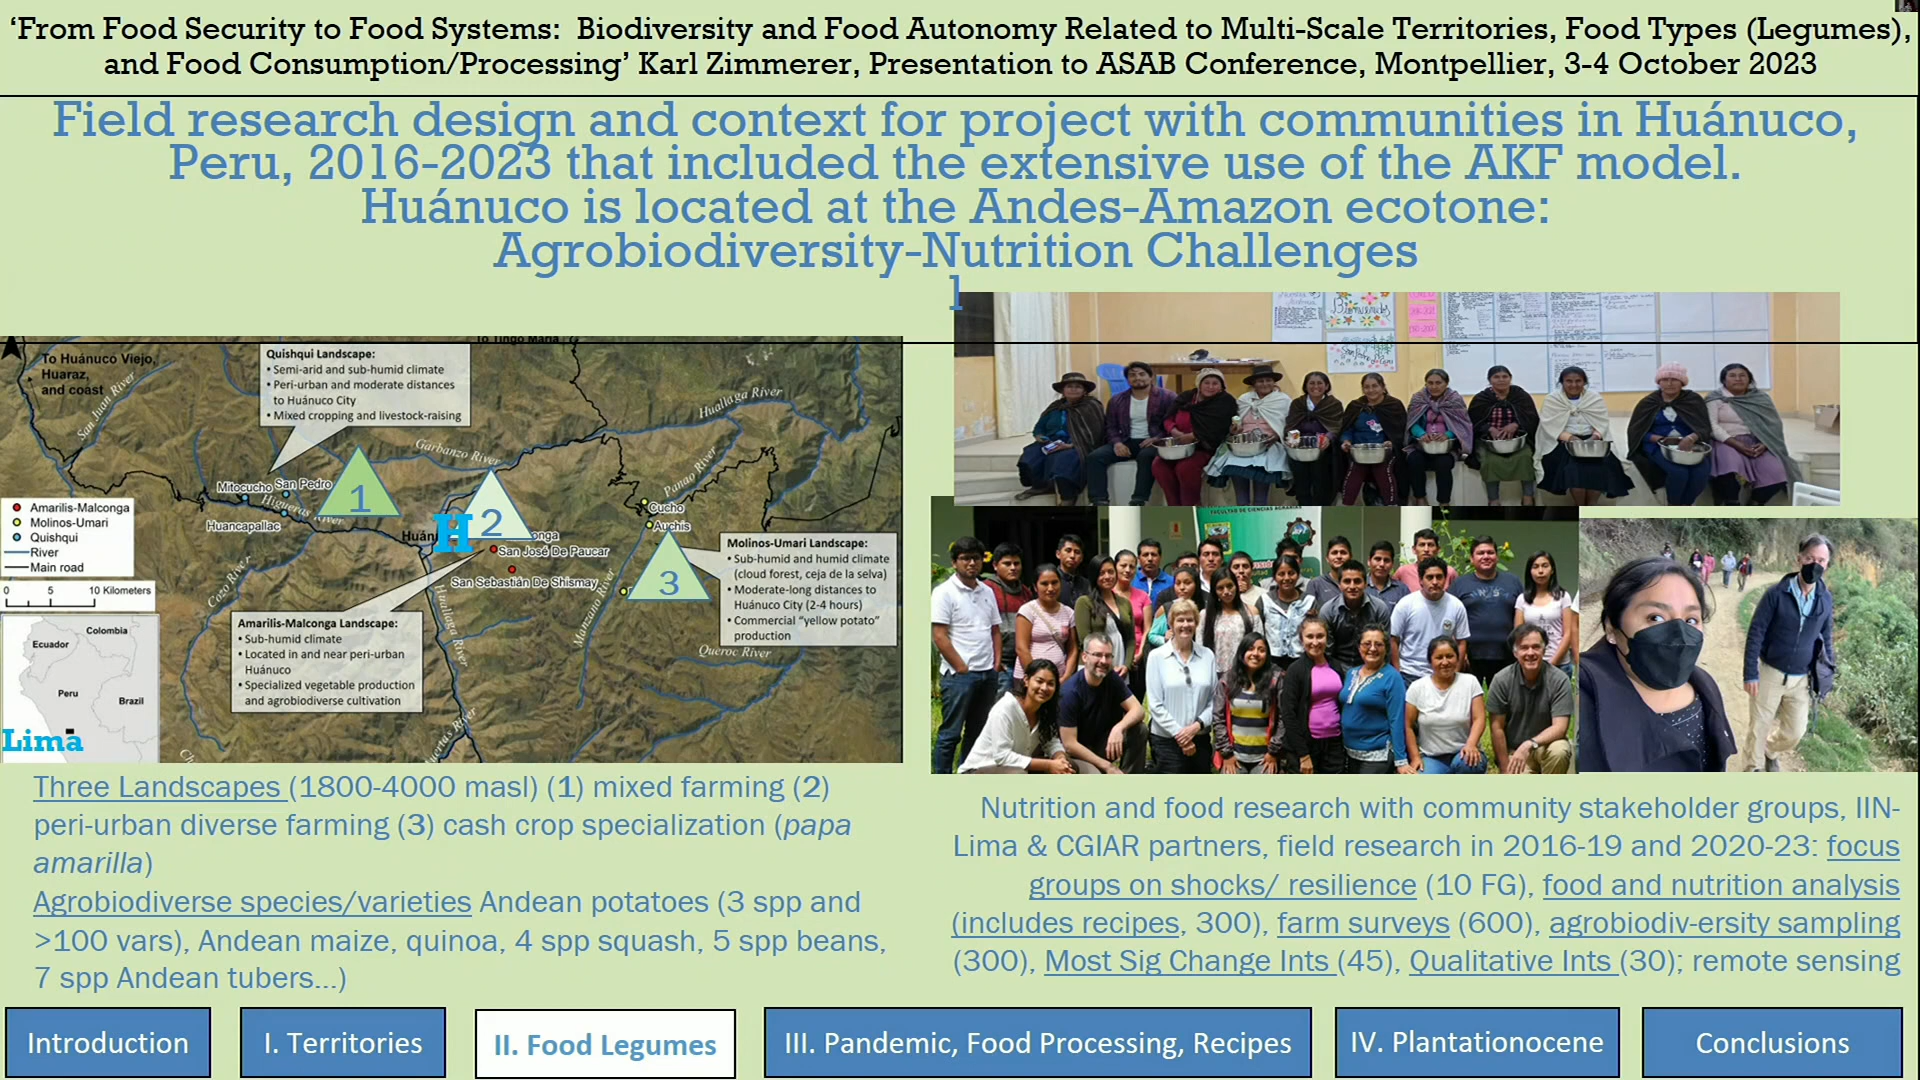 ‘From Food Security to Food Systems:  Biodiversity and Food Autonomy Related to Multi-Scale Territories, Food Types (Legumes),
and Food Consumption/Processing’ Karl Zimmerer, Presentation to ASAB Conference, Montpellier, 3-4 October 2023
Field research design and context for project with communities in Huánuco,
Peru, 2016-2023 that included the extensive use of the AKF model.
Huánuco is located at the Andes-Amazon ecotone:
Agrobiodiversity-Nutrition Challenges
1
To Huánuco Viejo,
Huaraz,
and coast
San Juan River
Quishqui Landscape:
• Semi-arid and sub-humid climate
• Peri-urban and moderate distances
to Huánuco City
• Mixed cropping and livestock-raising
To Tingo Maria
Huallaga River
Garbanzo River
Panao River
Mitocucho
San Pedro
Higueras River
Huancapallac
1
2
H
San José De Paucar
San Sebastián De Shismay
Cucho
Auchis
3
Amarilis-Malconga
Molinos-Umari
Quishqui
River
Main road
0 5 10 Kilometers
Cozo River
Huallaga River
Manzano River
Queroc River
Molinos-Umari Landscape:
• Sub-humid and humid climate
(cloud forest, ceja de la selva)
• Moderate-long distances to
Huánuco City (2-4 hours)
• Commercial “yellow potato”
production
Amarilis-Malconga Landscape:
• Sub-humid climate
• Located in and near peri-urban
Huánuco
• Specialized vegetable production
and agrobiodiverse cultivation
Colombia
Ecuador
Peru
Brazil
Lima
Bienvenidos
FACULTAD DE CIENCIAS AGRARIAS
Three Landscapes (1800-4000 masl) (1) mixed farming (2)
peri-urban diverse farming (3) cash crop specialization (papa
amarilla)
Agrobiodiverse species/varieties Andean potatoes (3 spp and
>100 vars), Andean maize, quinoa, 4 spp squash, 5 spp beans,
7 spp Andean tubers...)
Nutrition and food research with community stakeholder groups, IIN-
Lima & CGIAR partners, field research in 2016-19 and 2020-23: focus
groups on shocks/ resilience (10 FG), food and nutrition analysis
(includes recipes, 300), farm surveys (600), agrobiodiv-ersity sampling
(300), Most Sig Change Ints (45), Qualitative Ints (30); remote sensing
Introduction
I. Territories
II. Food Legumes
III. Pandemic, Food Processing, Recipes
IV. Plantationocene
Conclusions